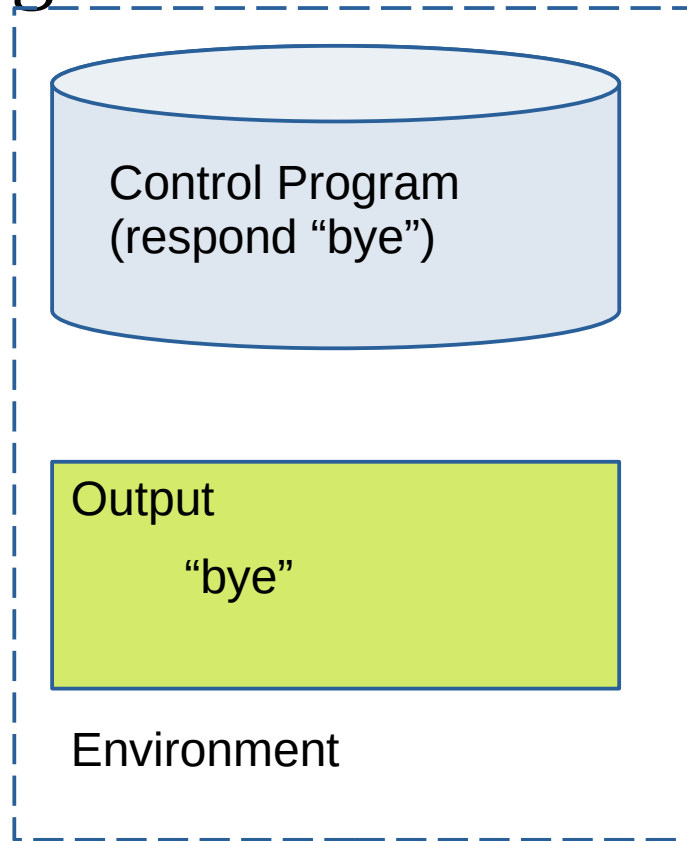 Control Program
(respond “bye”)
Output
“bye”
Environment